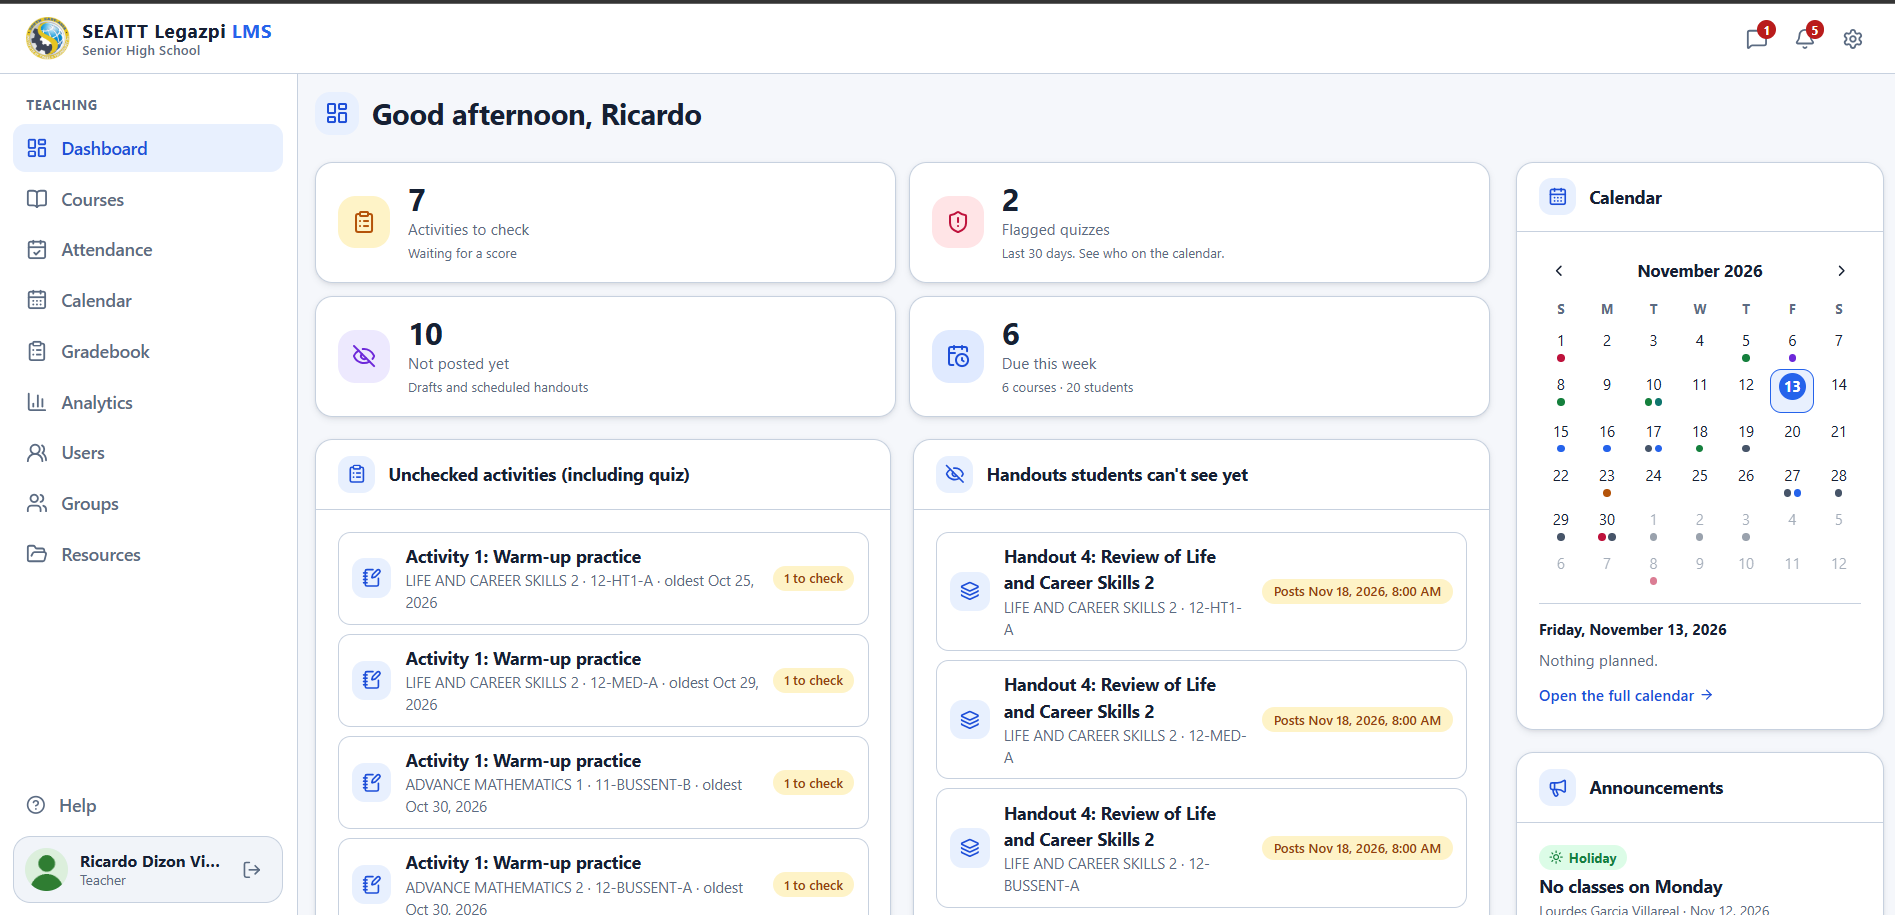 SEAITT Legazpi LMS
Senior High School
1
5
TEACHING
Dashboard
Courses
Attendance
Calendar
Gradebook
Analytics
Users
Groups
Resources
Help
Ricardo Dizon Vi...
Teacher
Good afternoon, Ricardo
7
Activities to check
Waiting for a score
2
Flagged quizzes
Last 30 days. See who on the calendar.
10
Not posted yet
Drafts and scheduled handouts
6
Due this week
6 courses · 20 students
Unchecked activities (including quiz)
Activity 1: Warm-up practice
LIFE AND CAREER SKILLS 2 · 12-HT1-A · oldest Oct 25,
2026
1 to check
Activity 1: Warm-up practice
LIFE AND CAREER SKILLS 2 · 12-MED-A · oldest Oct 29,
2026
1 to check
Activity 1: Warm-up practice
ADVANCE MATHEMATICS 1 · 11-BUSSENT-B · oldest
Oct 30, 2026
1 to check
Activity 1: Warm-up practice
ADVANCE MATHEMATICS 2 · 12-BUSSENT-A · oldest
Oct 30, 2026
1 to check
Handouts students can't see yet
Handout 4: Review of Life
and Career Skills 2
LIFE AND CAREER SKILLS 2 · 12-HT1-
A
Posts Nov 18, 2026, 8:00 AM
Handout 4: Review of Life
and Career Skills 2
LIFE AND CAREER SKILLS 2 · 12-MED-
A
Posts Nov 18, 2026, 8:00 AM
Handout 4: Review of Life
and Career Skills 2
LIFE AND CAREER SKILLS 2 · 12-
BUSSENT-A
Posts Nov 18, 2026, 8:00 AM
Calendar
November 2026
S M T W T F S
1 2 3 4 5 6 7
8 9 10 11 12 13 14
15 16 17 18 19 20 21
22 23 24 25 26 27 28
29 30 1 2 3 4 5
6 7 8 9 10 11 12
Friday, November 13, 2026
Nothing planned.
Open the full calendar →
Announcements
Holiday
No classes on Monday
Lourdes Garcia Villareal · Nov 12, 2026